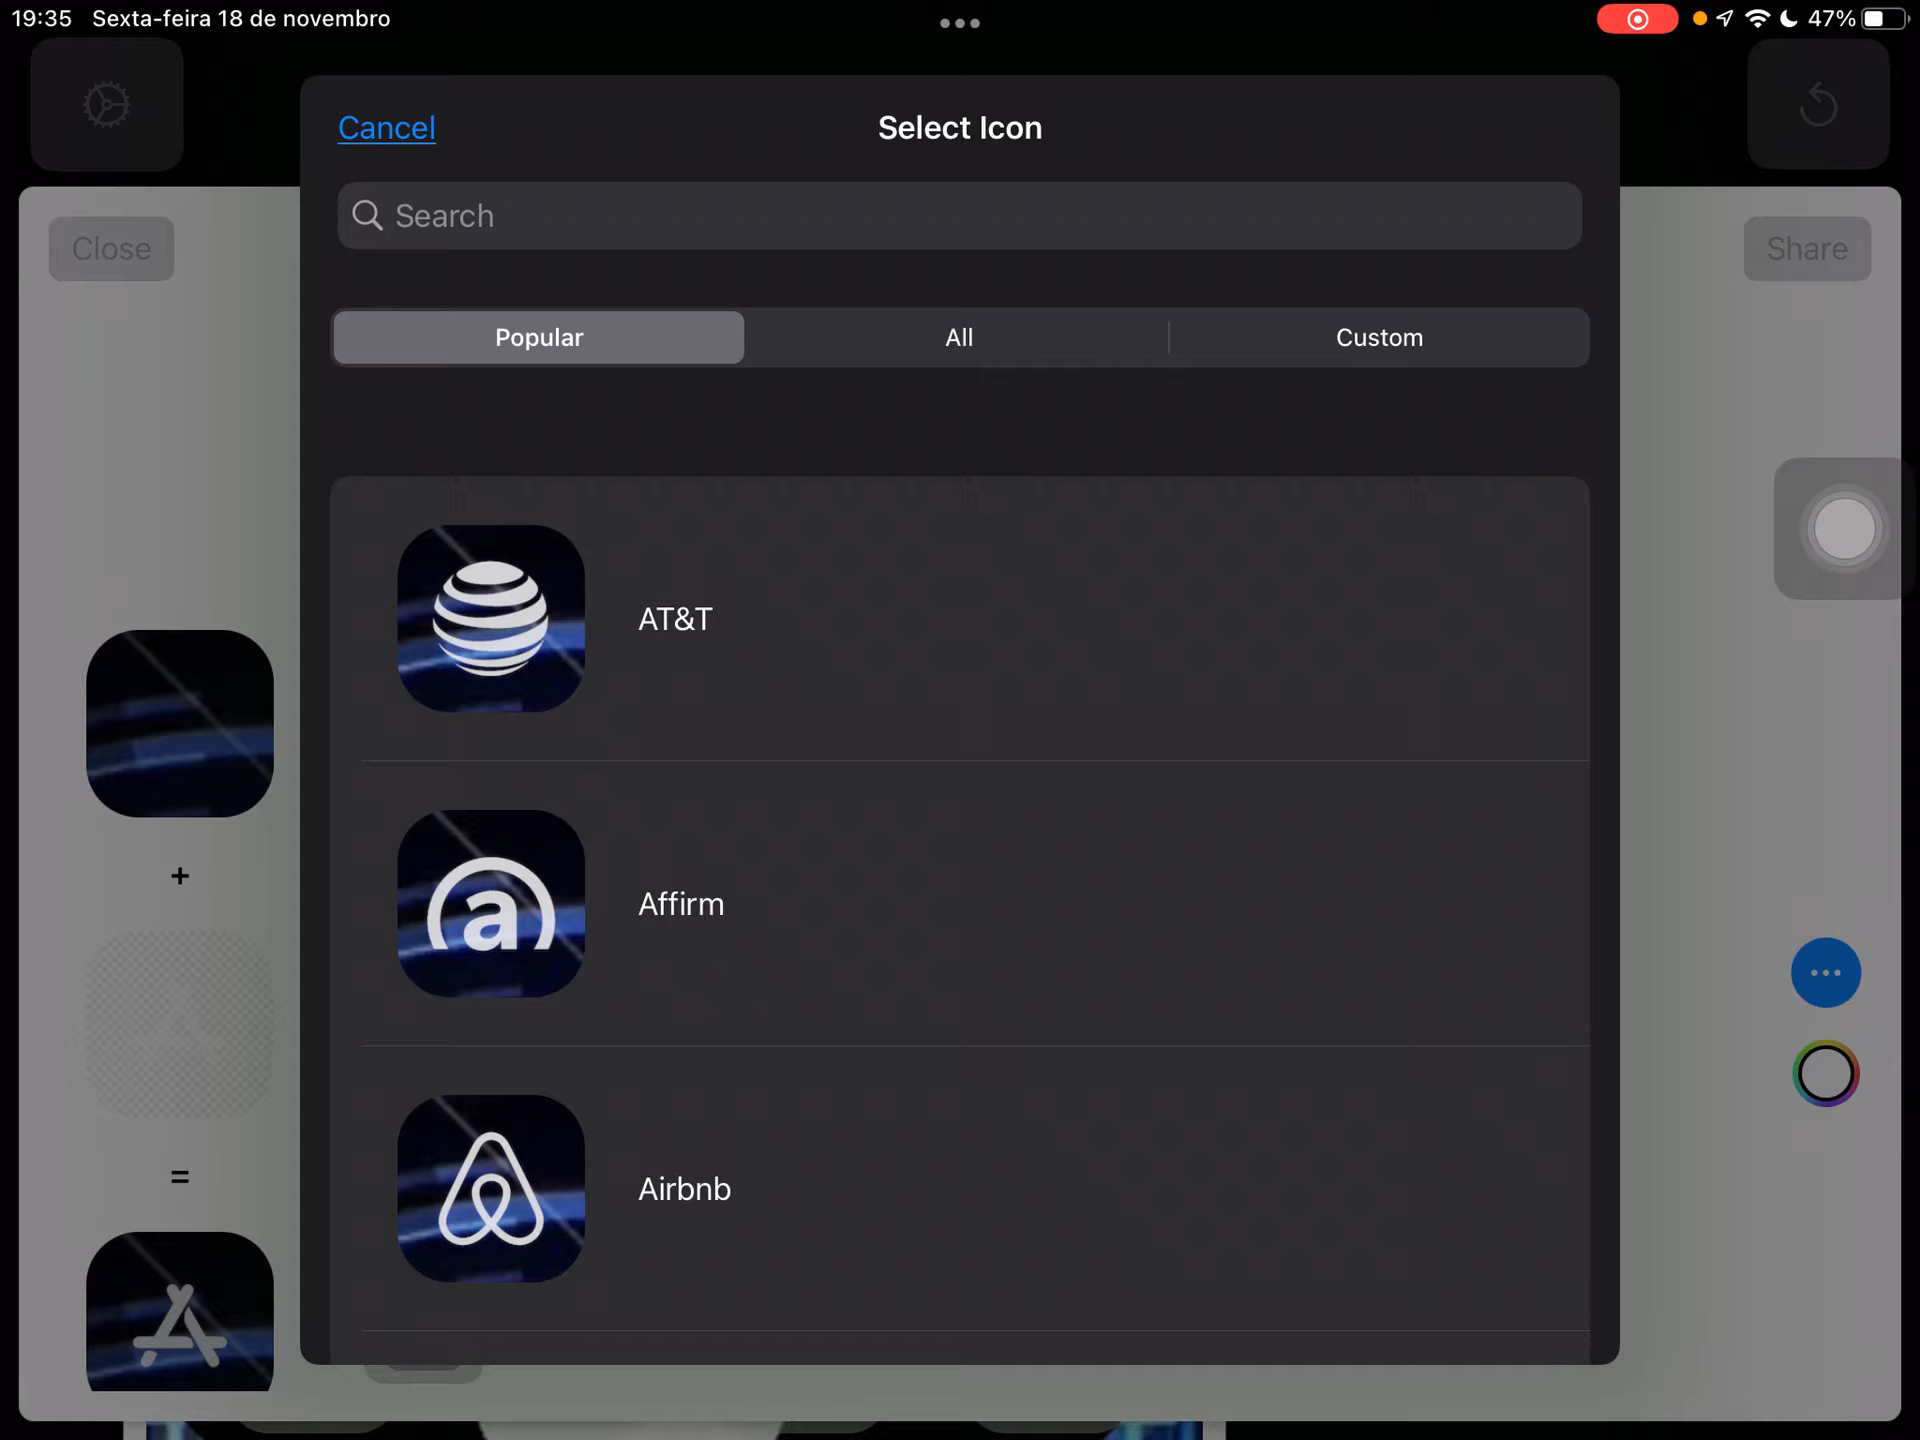 19:35 Sexta-feira 18 de novembro
47%
Cancel
Select Icon
Search
Close
Share
Popular
All
Custom
AT&T
+
a
Affirm
=
Airbnb